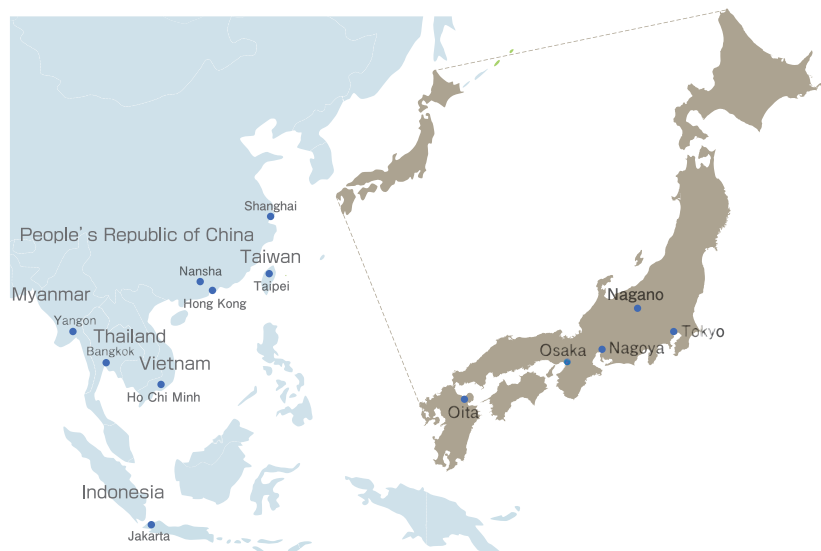 Shanghai
People's Republic of China
Taiwan
Nansha
Taipei
Hong Kong
Myanmar
Yangon
Thailand
Bangkok
Vietnam
Ho Chi Minh
Indonesia
Jakarta
Nagano
Tokyo
Osaka
Nagoya
Oita